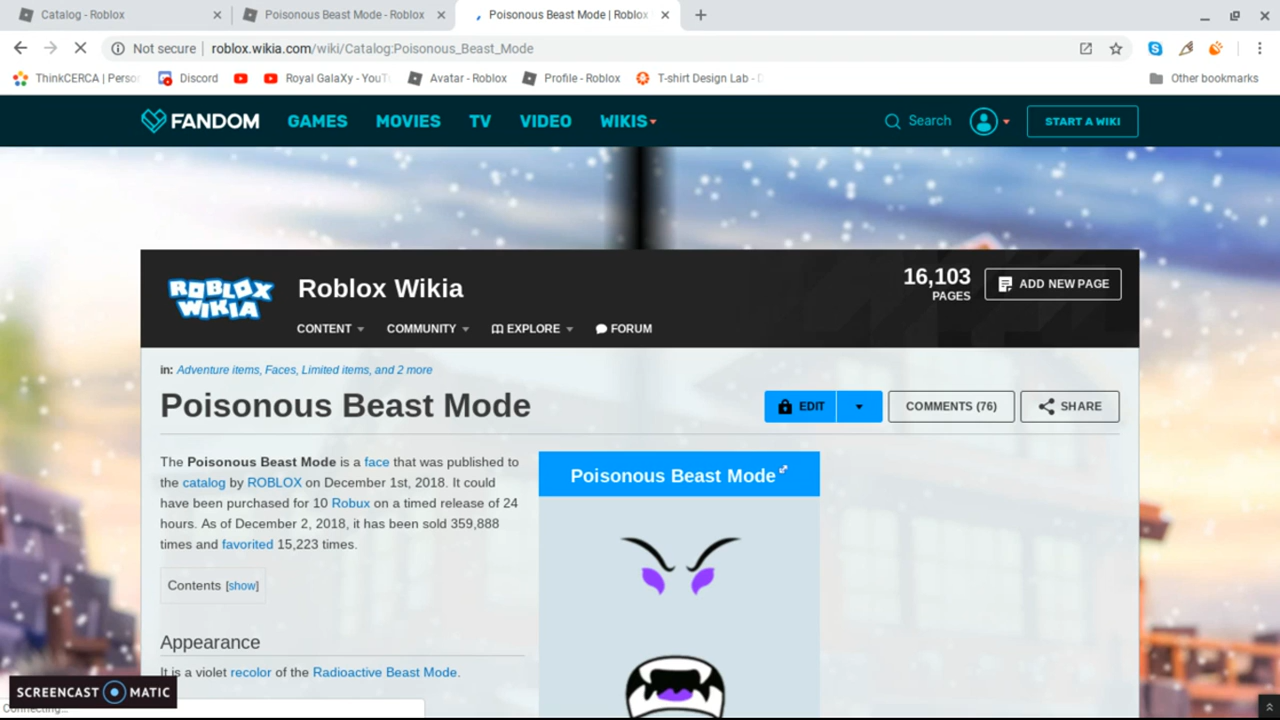 Catalog - Roblox
Poisonous Beast Mode - Roblox
Poisonous Beast Mode | Roblox
Not secure | roblox.wikia.com/wiki/Catalog:Poisonous_Beast_Mode
ThinkCERCA | Perso
Discord
Royal GalaXy - YouT
Avatar - Roblox
Profile - Roblox
T-shirt Design Lab - D
Other bookmarks
FANDOM
GAMES
MOVIES
TV
VIDEO
WIKIS
Search
START A WIKI
ROBLOX
WIKIA
Roblox Wikia
16,103
PAGES
ADD NEW PAGE
CONTENT
COMMUNITY
EXPLORE
FORUM
in: Adventure items, Faces, Limited items, and 2 more
Poisonous Beast Mode
EDIT
COMMENTS (76)
SHARE
The Poisonous Beast Mode is a face that was published to
the catalog by ROBLOX on December 1st, 2018. It could
have been purchased for 10 Robux on a timed release of 24
hours. As of December 2, 2018, it has been sold 359,888
times and favorited 15,223 times.
Poisonous Beast Mode
Contents [show]
Appearance
It is a violet recolor of the Radioactive Beast Mode.
SCREENCAST MATIC
Connecting...